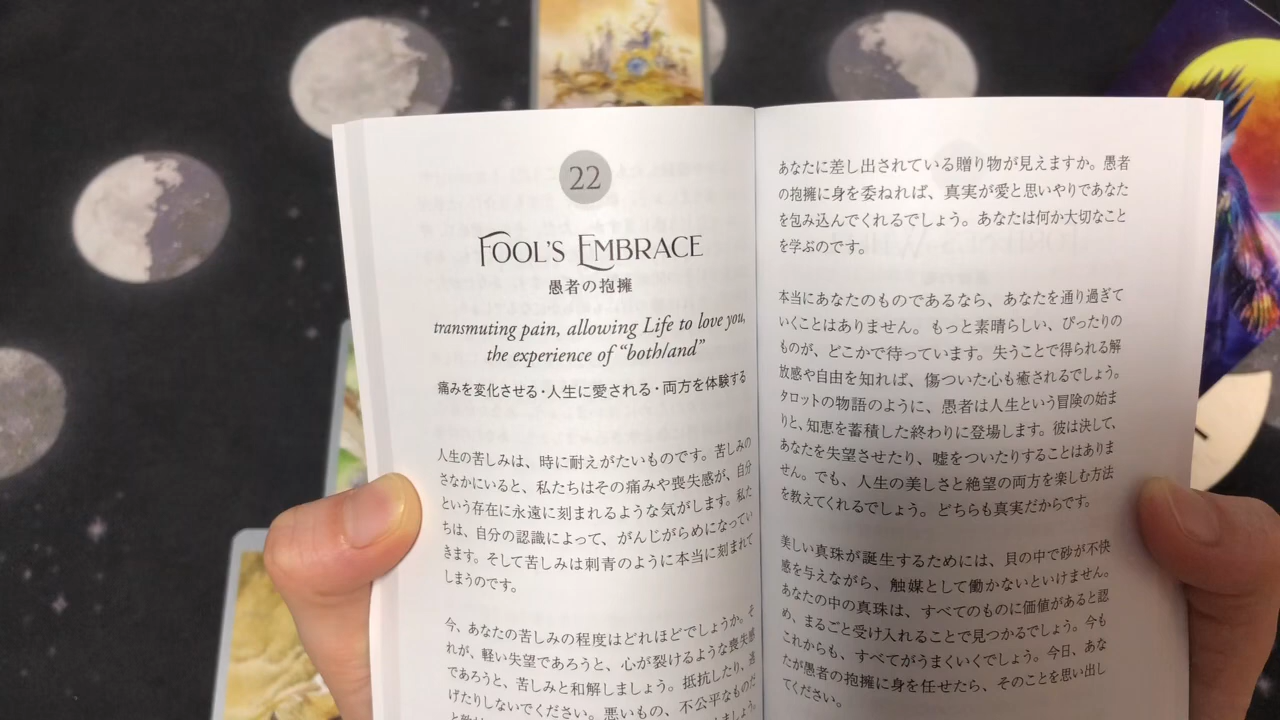 22
FOOL'S EMBRACE
愚者の抱擁
transmuting pain, allowing Life to love you,
the experience of "both/and"
痛みを変化させる・人生に愛される・両方を体験する
人生の苦しみは、時に耐えがたいものです。苦しみの
さなかにいると、私たちはその痛みや喪失感が、自分
という存在に永遠に刻まれるような気がします。私た
ちは、自分の認識によって、がんじがらめになってい
きます。そして苦しみは刺青のように本当に刻まれて
しまうのです。
今、あなたの苦しみの程度はどれほどでしょうか。そ
れが、軽い失望であろうと、心が裂けるような喪失感
であろうと、苦しみと和解しましょう。抵抗したり、逃
げたりしないでください。悪いもの、不公平なものだ
あなたに差し出されている贈り物が見えますか。愚者
の抱擁に身を委ねれば、真実が愛と思いやりであなた
を包み込んでくれるでしょう。あなたは何か大切なこと
を学ぶのです。
本当にあなたのものであるなら、あなたを通り過ぎて
いくことはありません。もっと素晴らしい、ぴったりの
ものが、どこかで待っています。失うことで得られる解
放感や自由を知れば、傷ついた心も癒されるでしょう。
タロットの物語のように、愚者は人生という冒険の始ま
りと、知恵を蓄積した終わりに登場します。彼は決して、
あなたを失望させたり、嘘をついたりすることはありま
せん。でも、人生の美しさと絶望の両方を楽しむ方法
を教えてくれるでしょう。どちらも真実だからです。
美しい真珠が誕生するためには、貝の中で砂が不快
感を与えながら、触媒として働かないといけません。
あなたの中の真珠は、すべてのものに価値があると認
め、まるごと受け入れることで見つかるでしょう。今も
これからも、すべてがうまくいくでしょう。今日、あな
たが愚者の抱擁に身を任せたら、そのことを思い出し
てください。